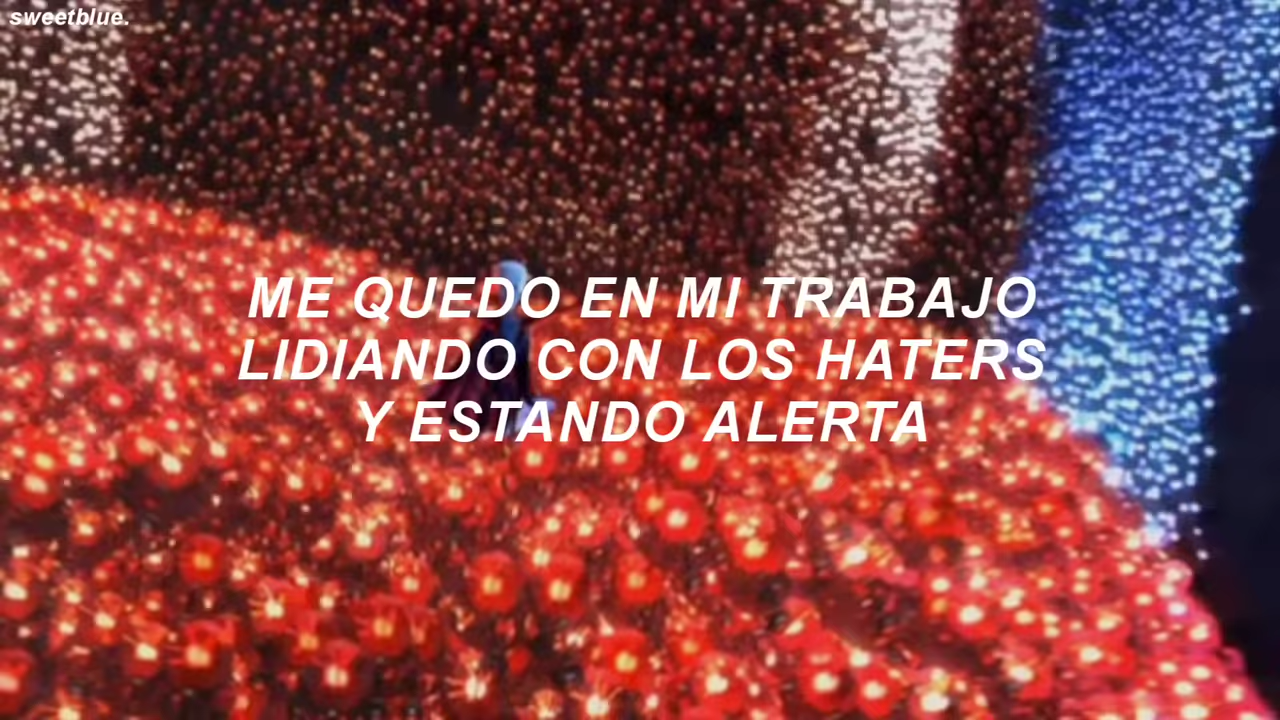 sweetblue.
ME QUEDO EN MI TRABAJO
LIDIANDO CON LOS HATERS
Y ESTANDO ALERTA